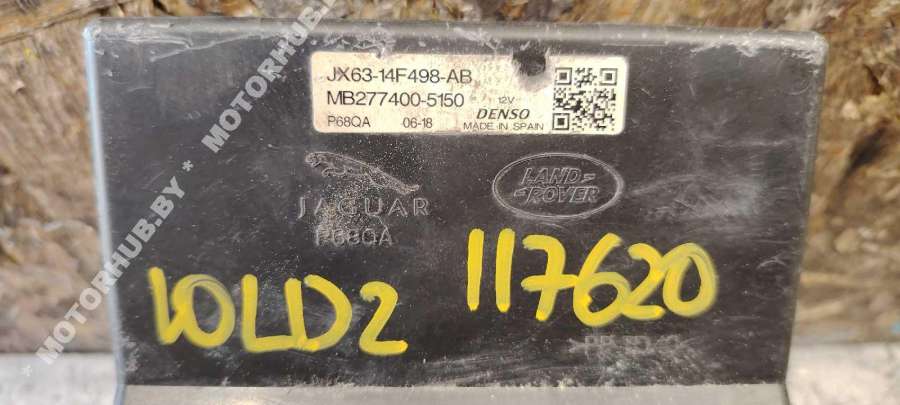 JX63-14F498-AB
MB277400-5150 12V DENSO
P68QA 06-18 MADE IN SPAIN
JAGUAR
LAND
ROVER
P68QA
117620
MOTORHUB.BY * MOTORHUB.BY *